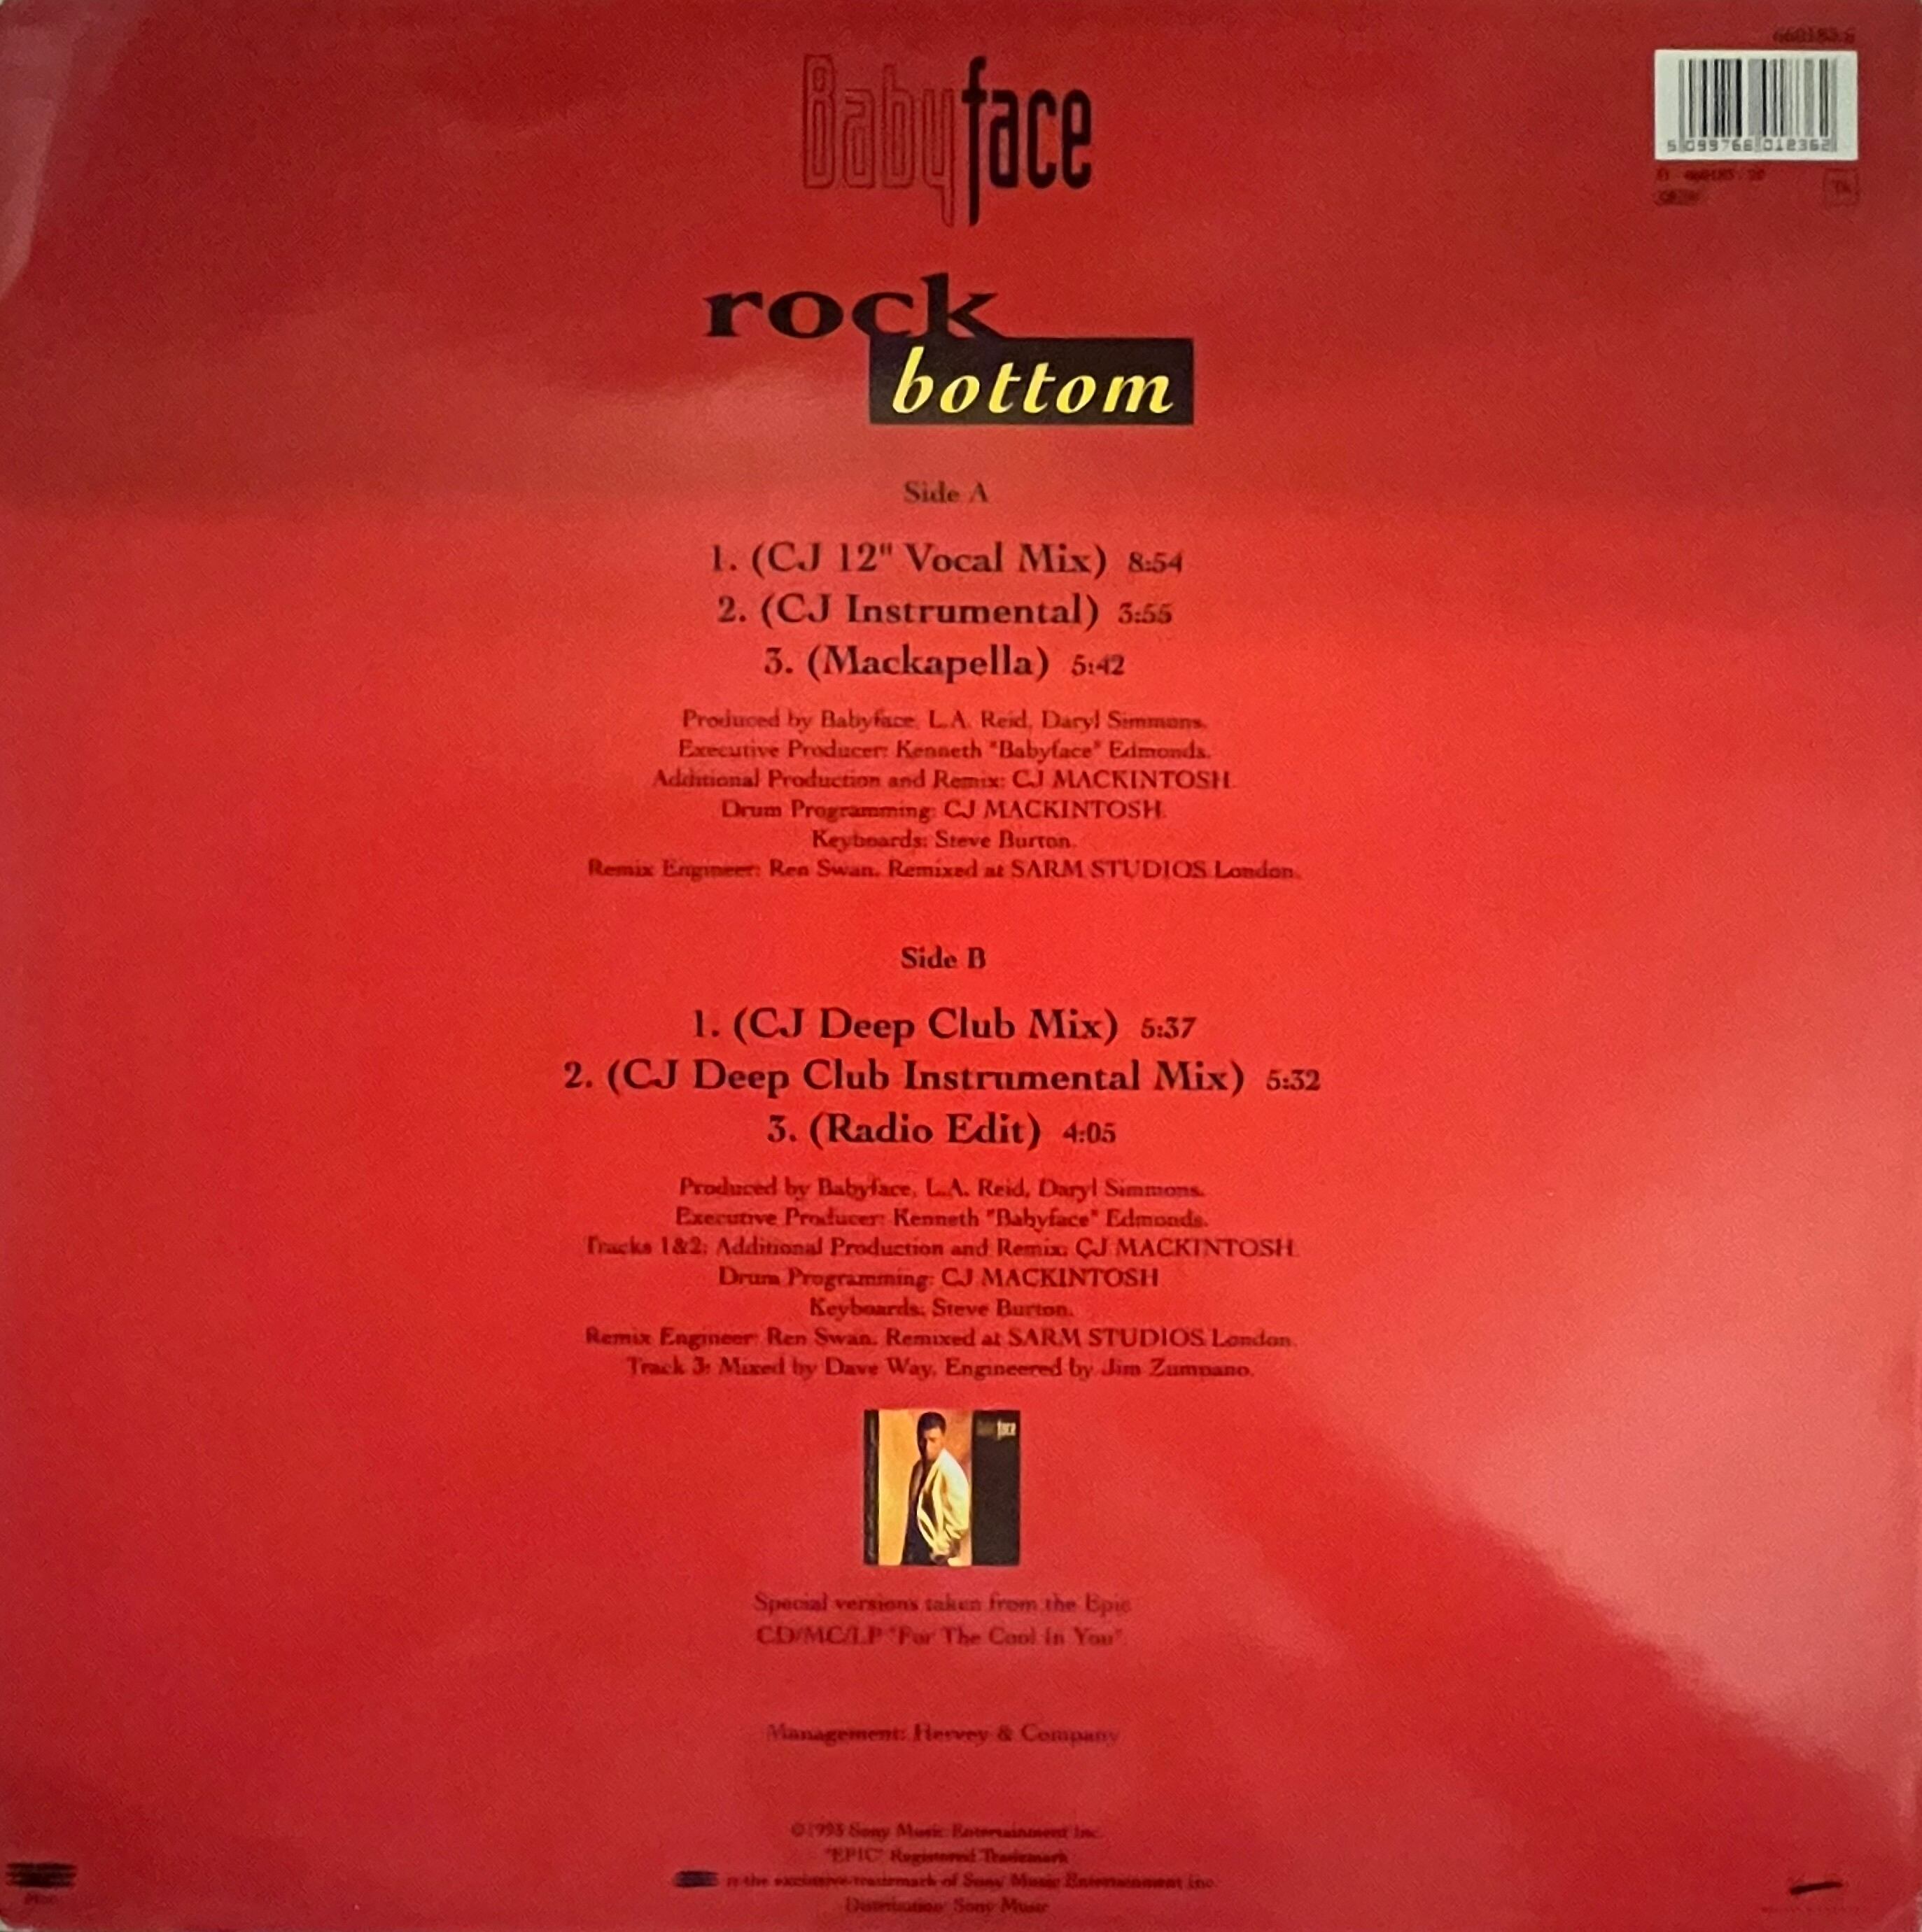 660183 6
Babyface
5 099766 018362
rock
bottom
Side A
1. (CJ 12" Vocal Mix) 8:54
2. (CJ Instrumental) 3:55
3. (Mackapella) 5:42
Produced by Babyface, L.A. Reid, Daryl Simmons.
Executive Producer: Kenneth "Babyface" Edmonds.
Additional Production and Remix: CJ MACKINTOSH.
Drum Programming: CJ MACKINTOSH.
Keyboards: Steve Burton.
Remix Engineer: Ren Swan. Remixed at SARM STUDIOS London.
Side B
1. (CJ Deep Club Mix) 5:37
2. (CJ Deep Club Instrumental Mix) 5:32
3. (Radio Edit) 4:05
Produced by Babyface, L.A. Reid, Daryl Simmons.
Executive Producer: Kenneth "Babyface" Edmonds.
Tracks 1&2: Additional Production and Remix: CJ MACKINTOSH.
Drum Programming: CJ MACKINTOSH
Keyboards: Steve Burton.
Remix Engineer: Ren Swan. Remixed at SARM STUDIOS London.
Track 3: Mixed by Dave Way. Engineered by Jim Zumpano.
Babyface
Special versions taken from the Epic
CD/MC/LP "For The Cool In You".
Management: Hervey & Company
©1993 Sony Music Entertainment Inc.
"EPIC" Registered Trademark
is the exclusive trademark of Sony Music Entertainment Inc.
Distribution: Sony Music